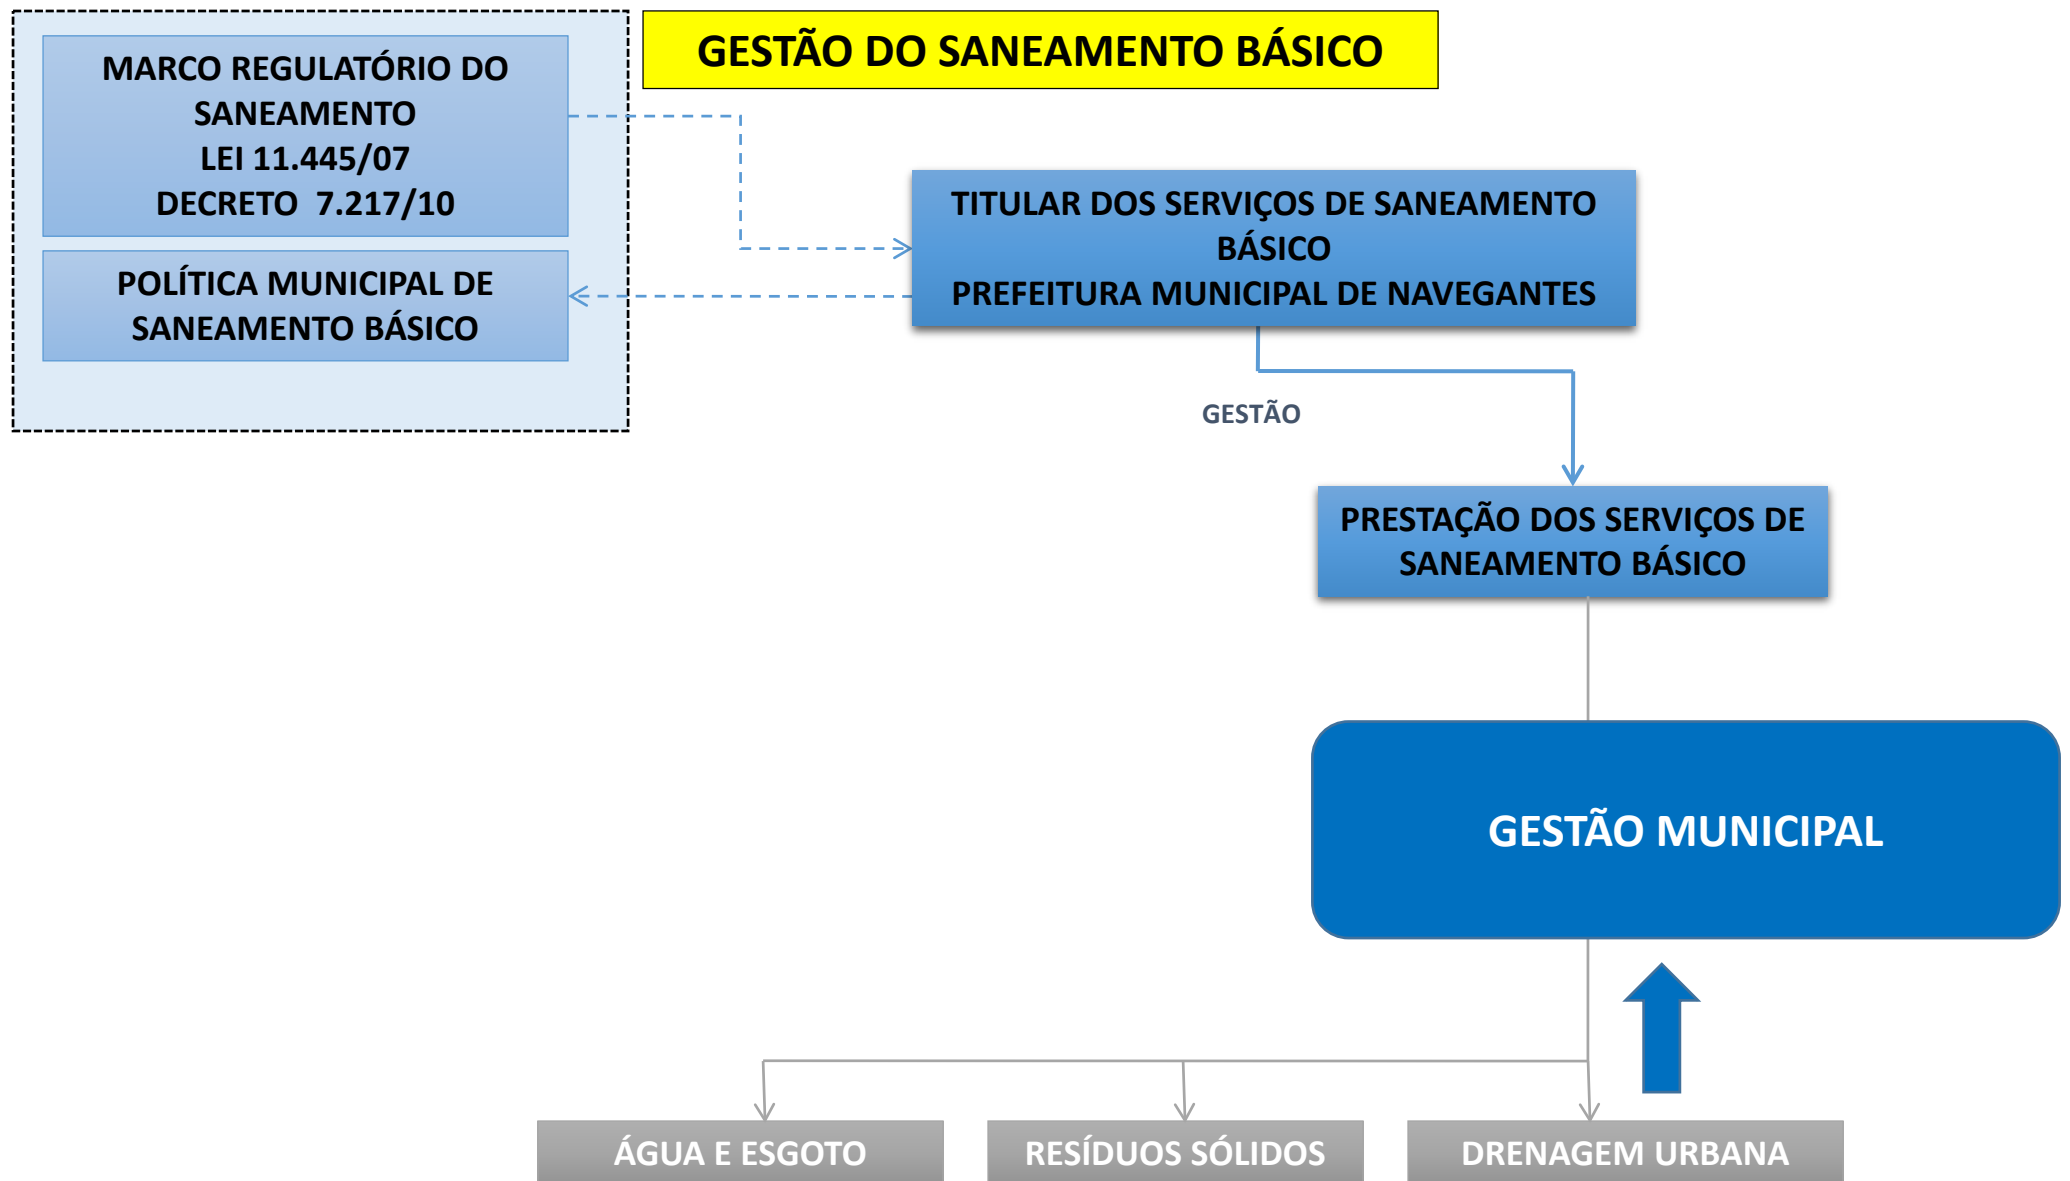 GESTÃO DO SANEAMENTO BÁSICO
MARCO REGULATÓRIO DO
SANEAMENTO
LEI 11.445/07
DECRETO 7.217/10
POLÍTICA MUNICIPAL DE
SANEAMENTO BÁSICO
TITULAR DOS SERVIÇOS DE SANEAMENTO
BÁSICO
PREFEITURA MUNICIPAL DE NAVEGANTES
GESTÃO
PRESTAÇÃO DOS SERVIÇOS DE
SANEAMENTO BÁSICO
GESTÃO MUNICIPAL
ÁGUA E ESGOTO
RESÍDUOS SÓLIDOS
DRENAGEM URBANA